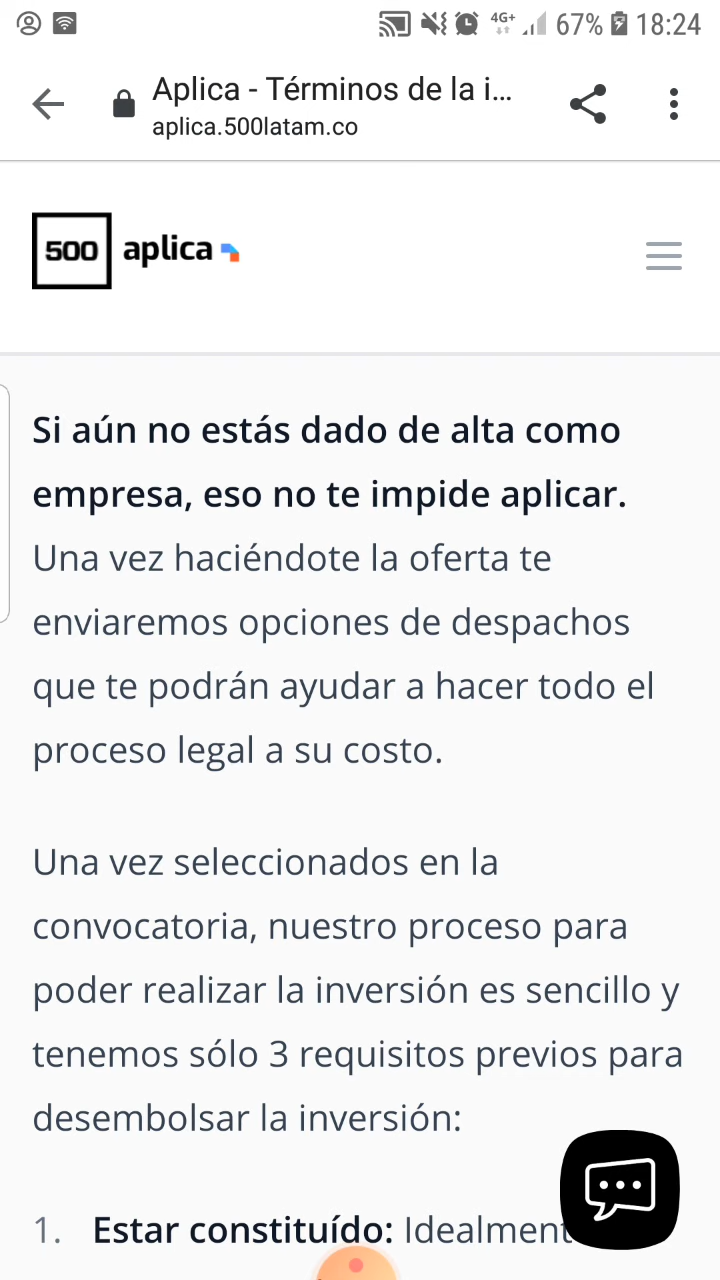 4G+ 67% 18:24
Aplica - Términos de la i...
aplica.500latam.co
500 aplica
Si aún no estás dado de alta como
empresa, eso no te impide aplicar.
Una vez haciéndote la oferta te
enviaremos opciones de despachos
que te podrán ayudar a hacer todo el
proceso legal a su costo.
Una vez seleccionados en la
convocatoria, nuestro proceso para
poder realizar la inversión es sencillo y
tenemos sólo 3 requisitos previos para
desembolsar la inversión:
1. Estar constituído: Idealment